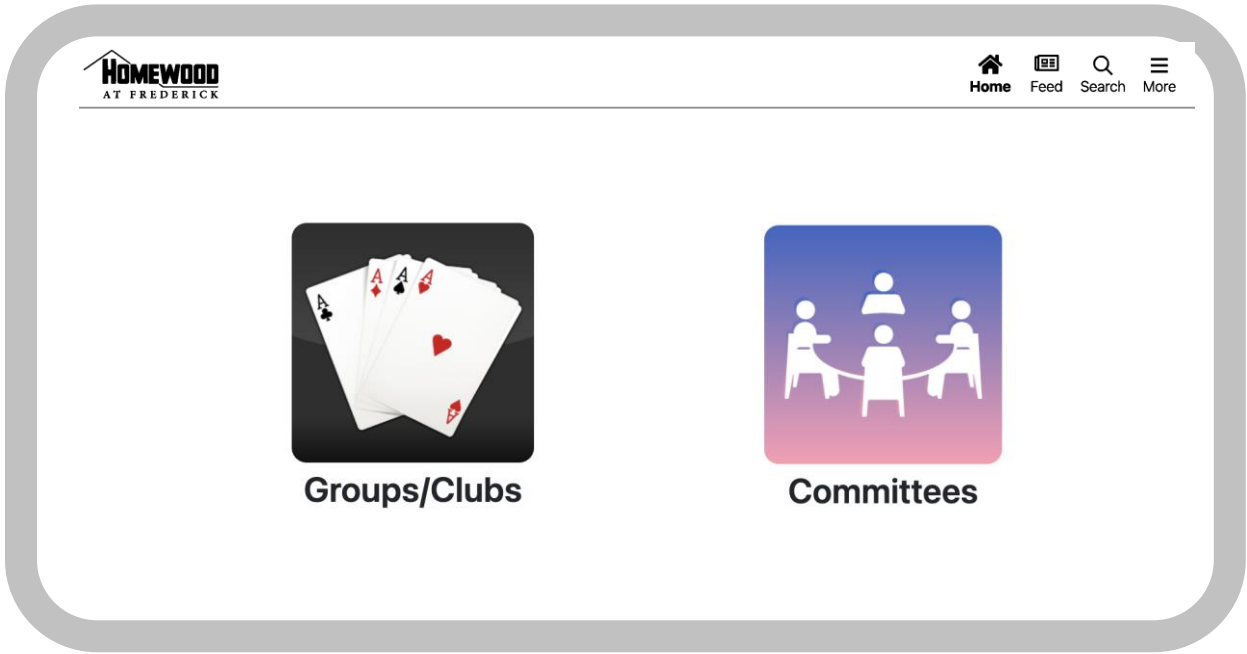 HOMEWOOD
AT FREDERICK
Home Feed Search More
A A A A
A
Groups/Clubs
Committees